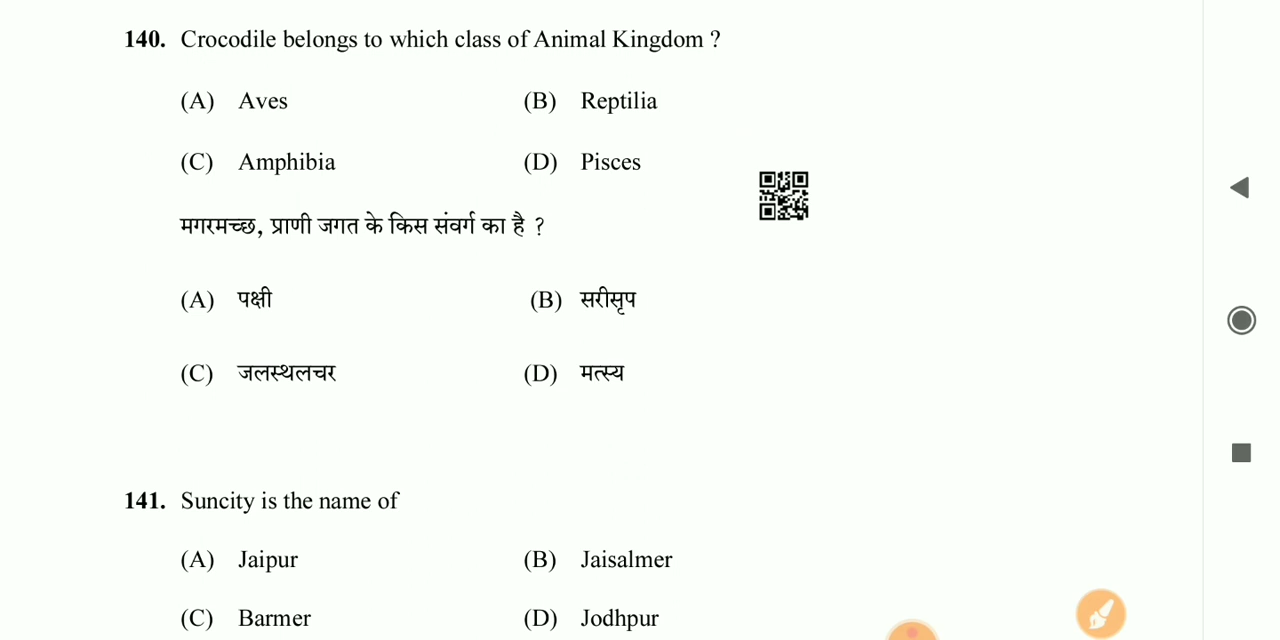 140. Crocodile belongs to which class of Animal Kingdom ?
(A) Aves (B) Reptilia
(C) Amphibia (D) Pisces
मगरमच्छ, प्राणी जगत के किस संवर्ग का है ?
(A) पक्षी (B) सरीसृप
(C) जलस्थलचर (D) मत्स्य
141. Suncity is the name of
(A) Jaipur (B) Jaisalmer
(C) Barmer (D) Jodhpur